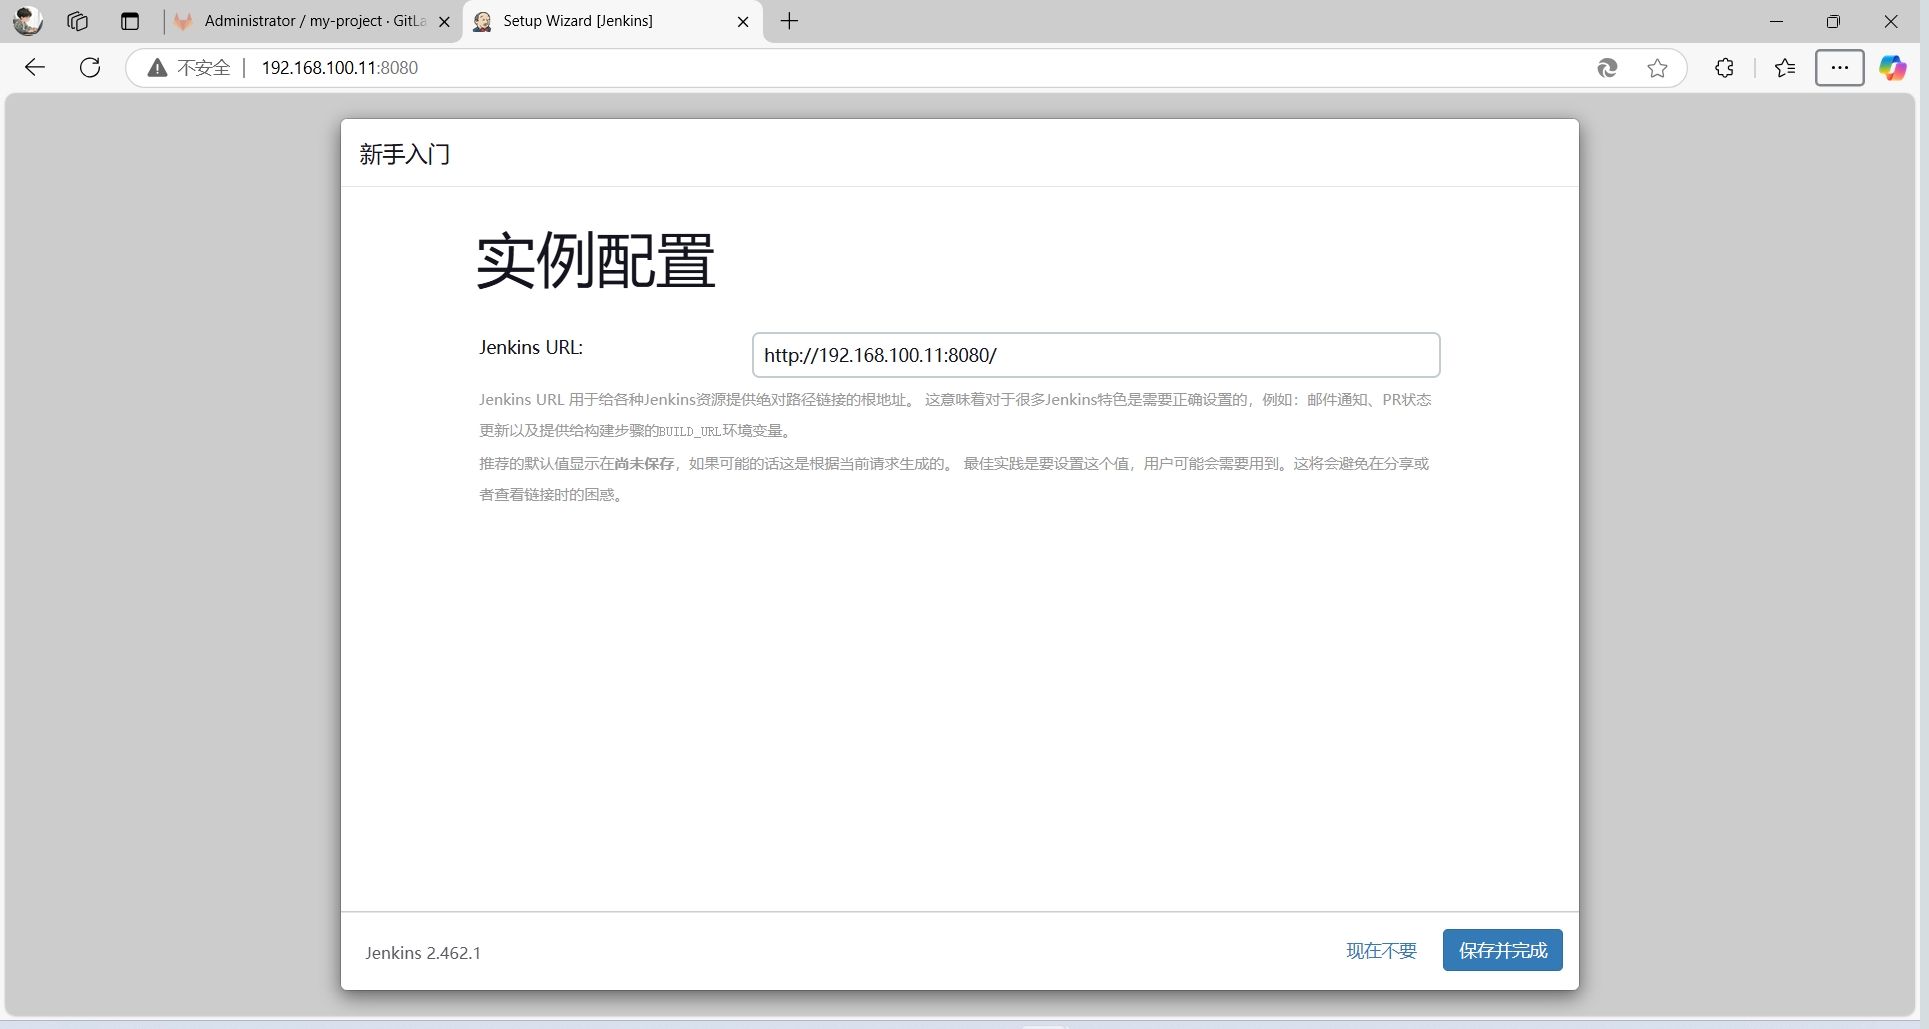 Administrator / my-project · GitLa
Setup Wizard [Jenkins]
不安全
192.168.100.11:8080
新手入门
实例配置
Jenkins URL:
http://192.168.100.11:8080/
Jenkins URL 用于给各种Jenkins资源提供绝对路径链接的根地址。 这意味着对于很多Jenkins特色是需要正确设置的，例如：邮件通知、PR状态
更新以及提供给构建步骤的BUILD_URL环境变量。
推荐的默认值显示在尚未保存，如果可能的话这是根据当前请求生成的。 最佳实践是要设置这个值，用户可能会需要用到。这将会避免在分享或
者查看链接时的困惑。
Jenkins 2.462.1
现在不要
保存并完成